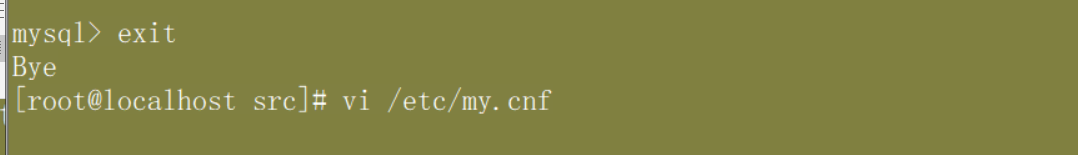 mysql> exit
Bye
[root@localhost src]# vi /etc/my.cnf